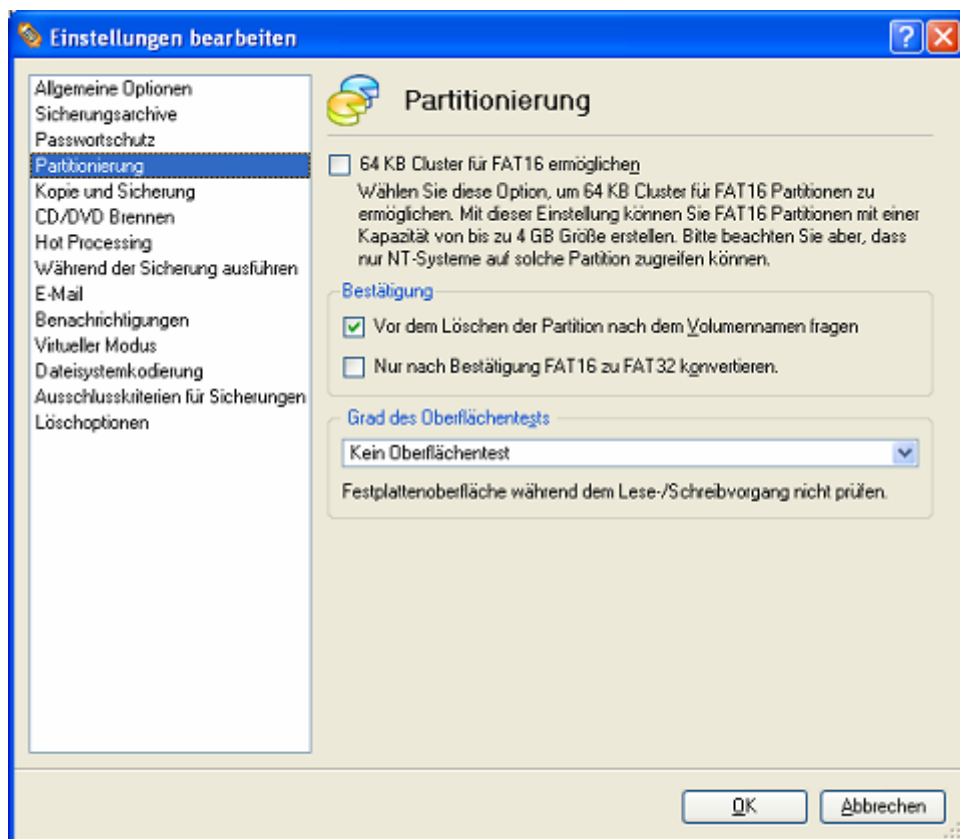 Einstellungen bearbeiten
Allgemeine Optionen
Sicherungsarchive
Passwortschutz
Partitionierung
Kopie und Sicherung
CD/DVD Brennen
Hot Processing
Während der Sicherung ausführen
E-Mail
Benachrichtigungen
Virtueller Modus
Dateisystemkodierung
Ausschlusskriterien für Sicherungen
Löschoptionen
Partitionierung
64 KB Cluster für FAT16 ermöglichen
Wählen Sie diese Option, um 64 KB Cluster für FAT16 Partitionen zu
ermöglichen. Mit dieser Einstellung können Sie FAT16 Partitionen mit einer
Kapazität von bis zu 4 GB Größe erstellen. Bitte beachten Sie aber, dass
nur NT-Systeme auf solche Partition zugreifen können.
Bestätigung
Vor dem Löschen der Partition nach dem Volumennamen fragen
Nur nach Bestätigung FAT16 zu FAT32 konvertieren.
Grad des Oberflächentests
Kein Oberflächentest
Festplattenoberfläche während dem Lese-/Schreibvorgang nicht prüfen.
OK
Abbrechen